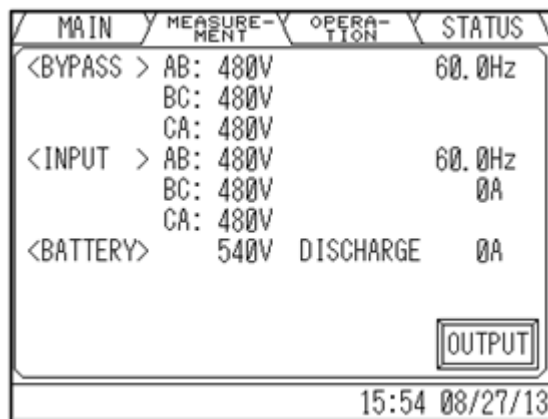 MAIN MEASURE-MENT OPERA-TION STATUS
<BYPASS > AB: 480V 60.0Hz
BC: 480V
CA: 480V
<INPUT > AB: 480V 60.0Hz
BC: 480V 0A
CA: 480V
<BATTERY> 540V DISCHARGE 0A
OUTPUT
15:54 08/27/13